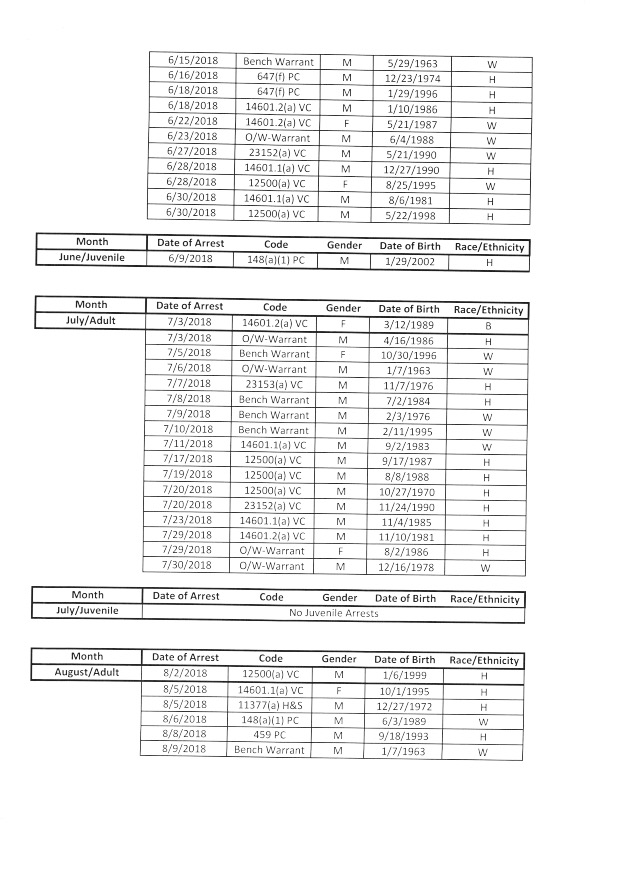 6/15/2018 Bench Warrant M 5/29/1963 W
6/16/2018 647(f) PC M 12/23/1974 H
6/18/2018 647(f) PC M 1/29/1996 H
6/18/2018 14601.2(a) VC M 1/10/1986 H
6/22/2018 14601.2(a) VC F 5/21/1987 W
6/23/2018 O/W-Warrant M 6/4/1988 W
6/27/2018 23152(a) VC M 5/21/1990 W
6/28/2018 14601.1(a) VC M 12/27/1990 H
6/28/2018 12500(a) VC F 8/25/1995 W
6/30/2018 14601.1(a) VC M 8/6/1981 H
6/30/2018 12500(a) VC M 5/22/1998 H
Month Date of Arrest Code Gender Date of Birth Race/Ethnicity
June/Juvenile 6/9/2018 148(a)(1) PC M 1/29/2002 H
Month Date of Arrest Code Gender Date of Birth Race/Ethnicity
July/Adult 7/3/2018 14601.2(a) VC F 3/12/1989 B
7/3/2018 O/W-Warrant M 4/16/1986 H
7/5/2018 Bench Warrant F 10/30/1996 W
7/6/2018 O/W-Warrant M 1/7/1963 W
7/7/2018 23153(a) VC M 11/7/1976 H
7/8/2018 Bench Warrant M 7/2/1984 H
7/9/2018 Bench Warrant M 2/3/1976 W
7/10/2018 Bench Warrant M 2/11/1995 W
7/11/2018 14601.1(a) VC M 9/2/1983 W
7/17/2018 12500(a) VC M 9/17/1987 H
7/19/2018 12500(a) VC M 8/8/1988 H
7/20/2018 12500(a) VC M 10/27/1970 H
7/20/2018 23152(a) VC M 11/24/1990 H
7/23/2018 14601.1(a) VC M 11/4/1985 H
7/29/2018 14601.2(a) VC M 11/10/1981 H
7/29/2018 O/W-Warrant F 8/2/1986 H
7/30/2018 O/W-Warrant M 12/16/1978 W
Month Date of Arrest Code Gender Date of Birth Race/Ethnicity
July/Juvenile No Juvenile Arrests
Month Date of Arrest Code Gender Date of Birth Race/Ethnicity
August/Adult 8/2/2018 12500(a) VC M 1/6/1999 H
8/5/2018 14601.1(a) VC F 10/1/1995 H
8/5/2018 11377(a) H&S M 12/27/1972 H
8/6/2018 148(a)(1) PC M 6/3/1989 W
8/8/2018 459 PC M 9/18/1993 H
8/9/2018 Bench Warrant M 1/7/1963 W